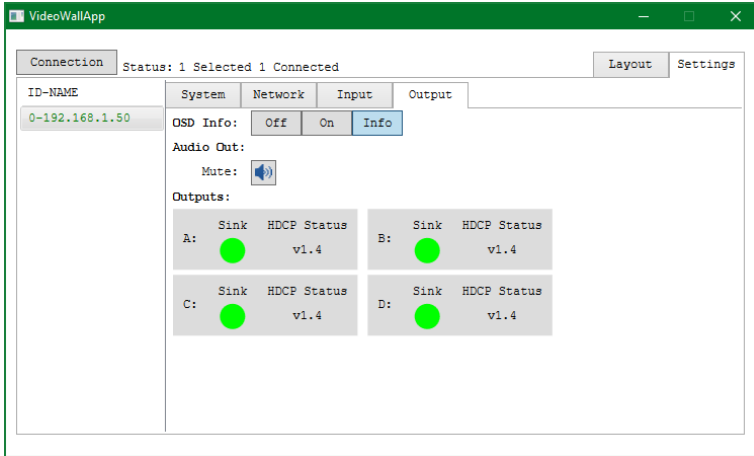 VideoWallApp
Connection Status: 1 Selected 1 Connected Layout Settings
ID-NAME
0-192.168.1.50
System Network Input Output
OSD Info: Off On Info
Audio Out:
Mute:
Outputs:
A: Sink HDCP Status v1.4
B: Sink HDCP Status v1.4
C: Sink HDCP Status v1.4
D: Sink HDCP Status v1.4